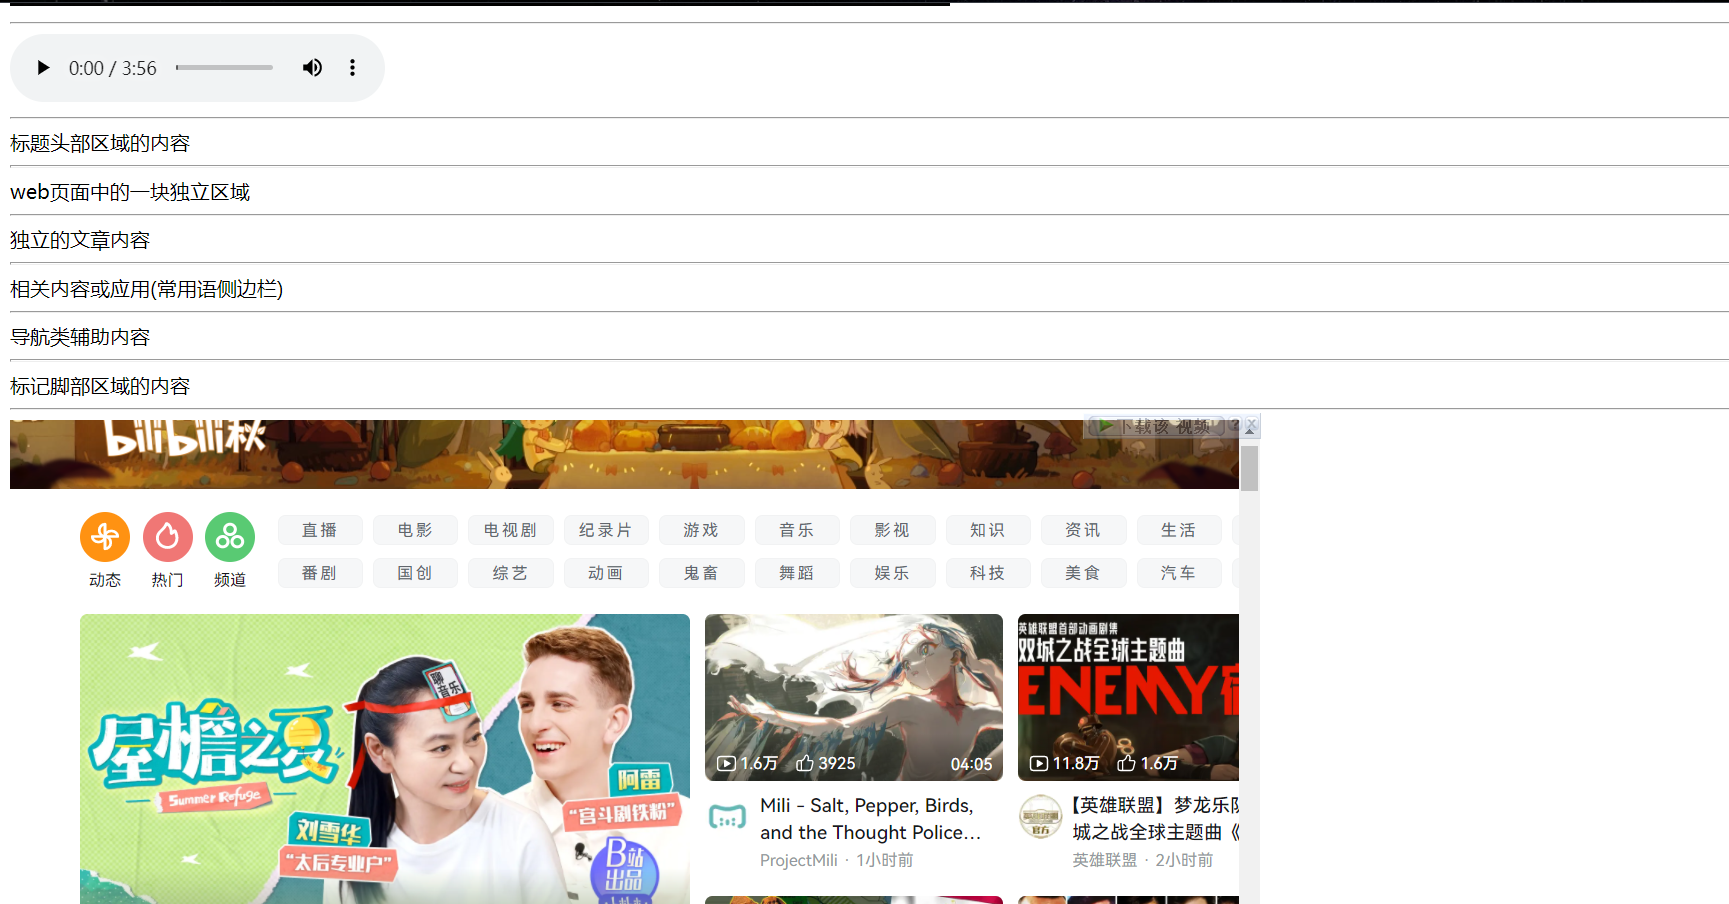 0:00 / 3:56
标题头部区域的内容
web页面中的一块独立区域
独立的文章内容
相关内容或应用(常用语侧边栏)
导航类辅助内容
标记脚部区域的内容
bilibili秋
下载该 视频 ? X
动态 热门 频道
直播 电影 电视剧 纪录片 游戏 音乐 影视 知识 资讯 生活
番剧 国创 综艺 动画 鬼畜 舞蹈 娱乐 科技 美食 汽车
聊音乐
屋檐之夏
Summer Refuge
阿雷
“宫斗剧铁粉”
刘雪华
“太后专业户”
B站
出品
1.6万 3925 04:05
Mili - Salt, Pepper, Birds,
and the Thought Police…
ProjectMili · 1小时前
英雄联盟首部动画剧集
双城之战全球主题曲
ENEMY
11.8万 1.6万
官方
【英雄联盟】梦龙乐队
城之战全球主题曲《
英雄联盟 · 2小时前